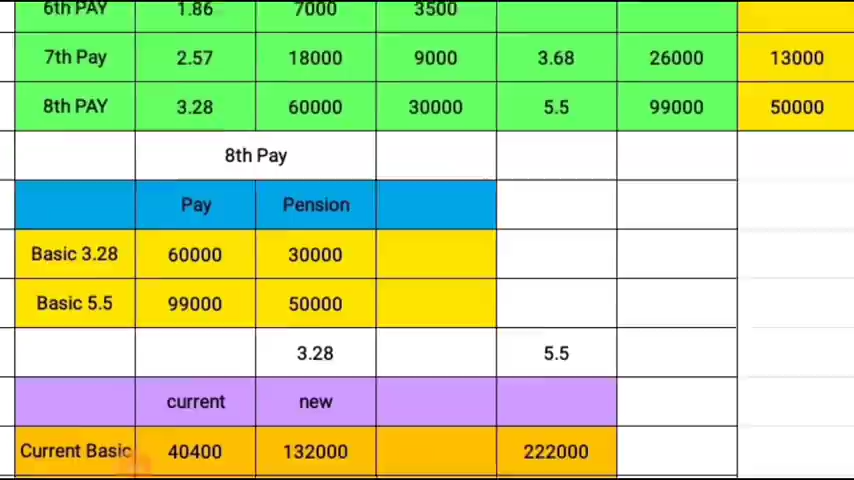 6th PAY 1.86 7000 3500
7th Pay 2.57 18000 9000 3.68 26000 13000
8th PAY 3.28 60000 30000 5.5 99000 50000
8th Pay
Pay Pension
Basic 3.28 60000 30000
Basic 5.5 99000 50000
3.28 5.5
current new
Current Basic 40400 132000 222000